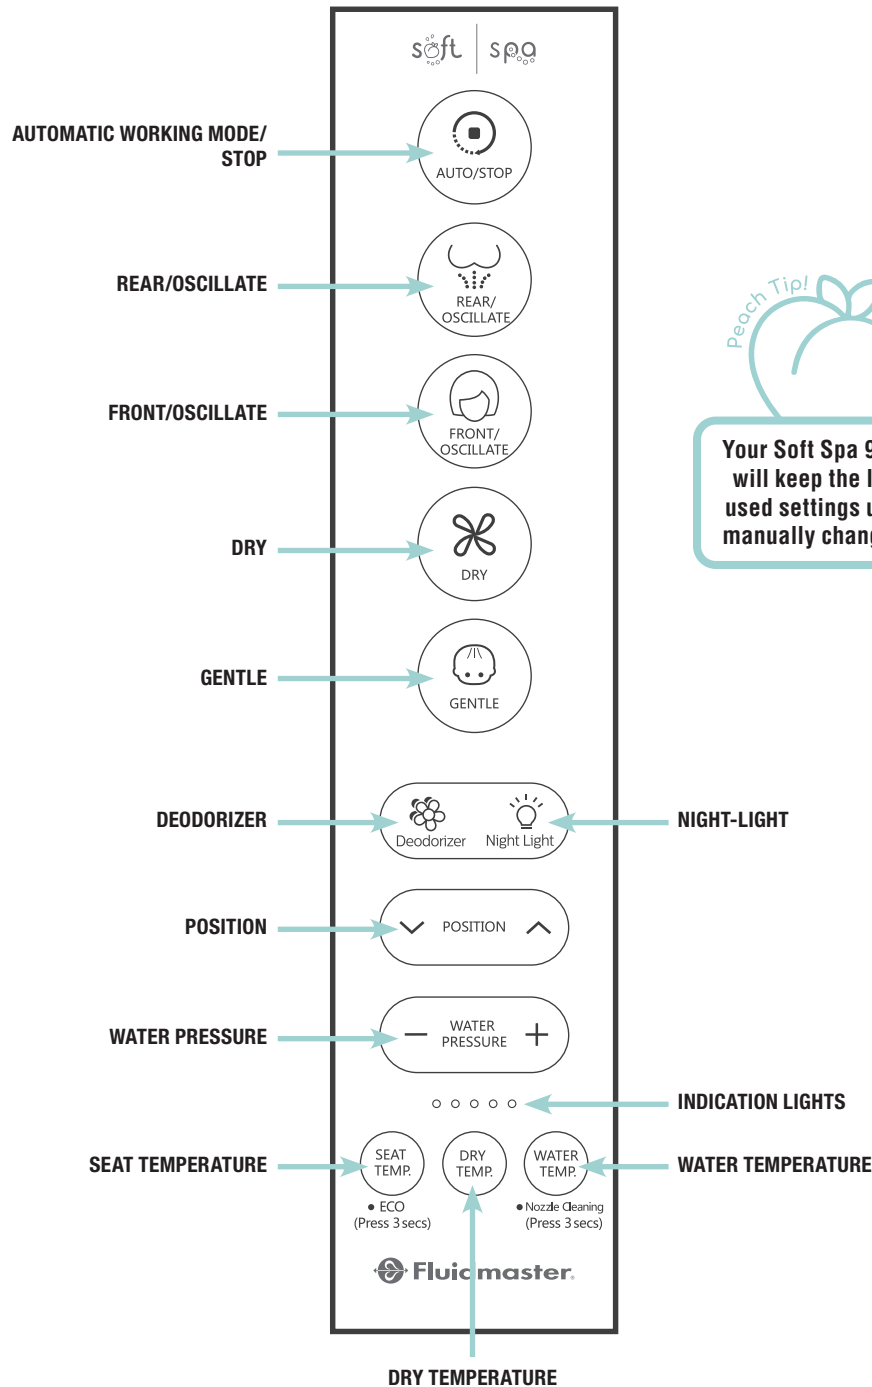 soft spa
AUTOMATIC WORKING MODE/
STOP
AUTO/STOP
REAR/OSCILLATE
REAR/
OSCILLATE
Peach Tip!
FRONT/OSCILLATE
FRONT/
OSCILLATE
Your Soft Spa 9
will keep the
used settings
manually
DRY
DRY
GENTLE
GENTLE
DEODORIZER
Deodorizer
Night Light
NIGHT-LIGHT
POSITION
POSITION
WATER PRESSURE
WATER
PRESSURE
INDICATION LIGHTS
SEAT TEMPERATURE
SEAT
TEMP.
DRY
TEMP.
WATER
TEMP.
WATER TEMPERATURE
• ECO
(Press 3 secs)
• Nozzle Cleaning
(Press 3 secs)
Fluidmaster.
DRY TEMPERATURE